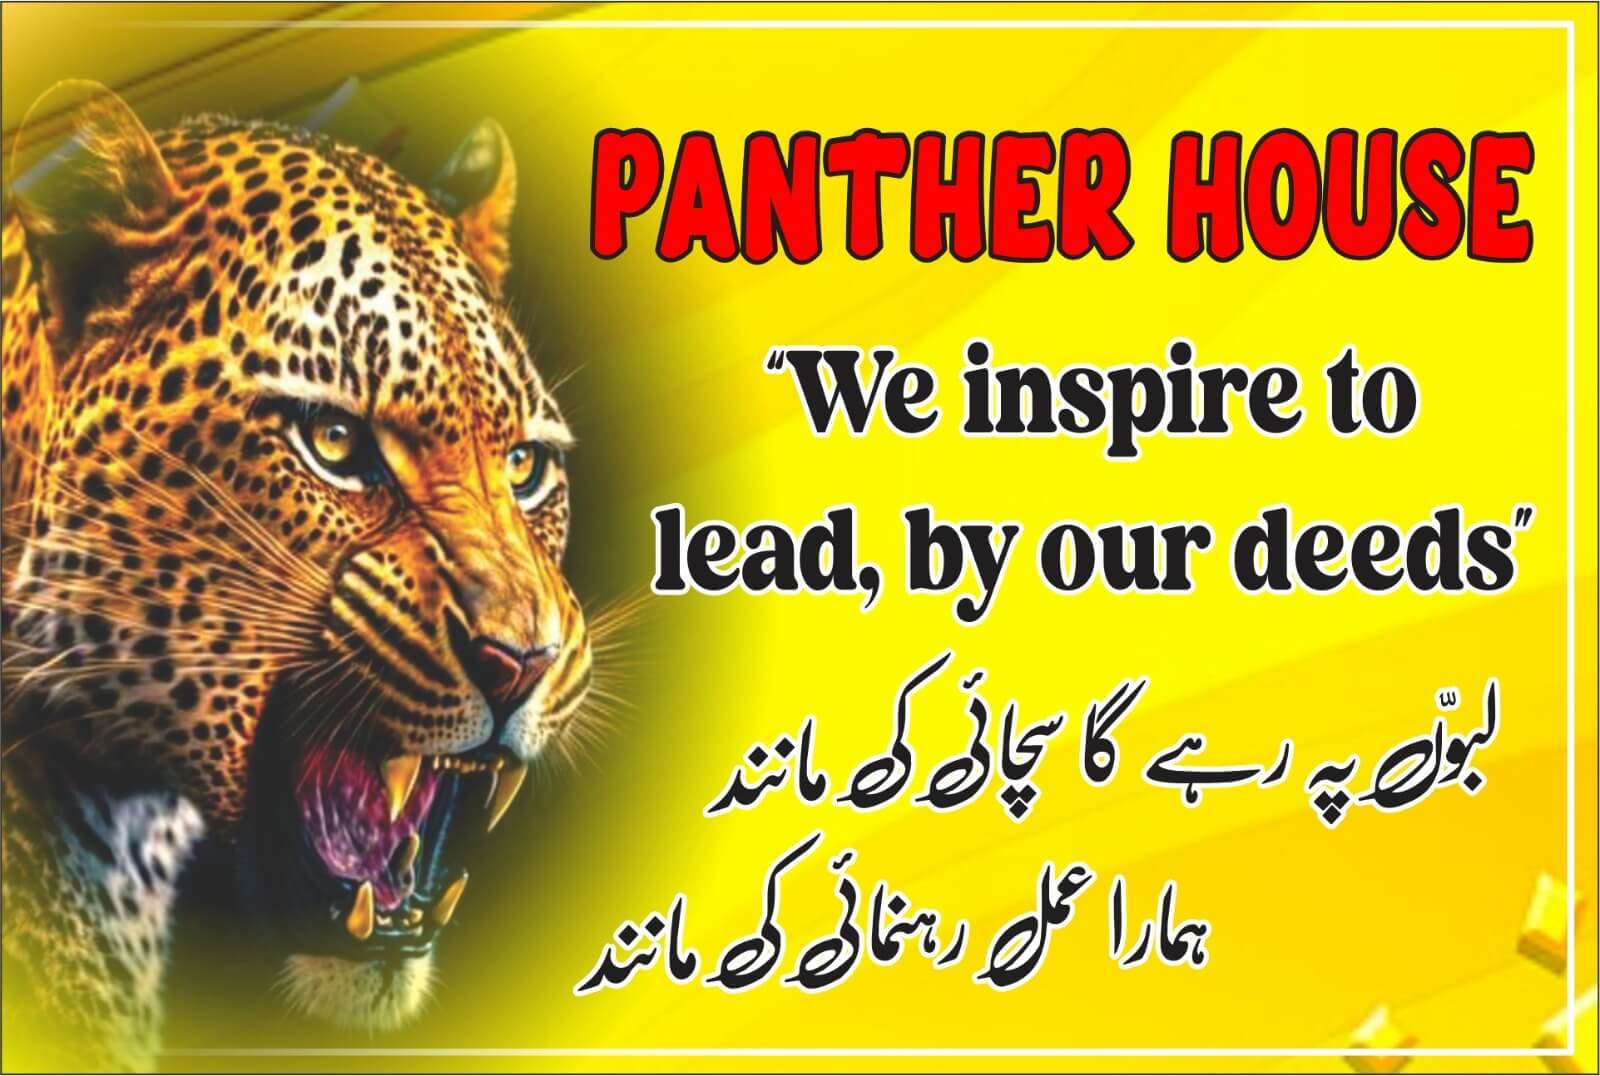 PANTHER HOUSE
“We inspire to
lead, by our deeds”
لبوّں پہ رہے گا سچائی کی مانند
ہمارا عمل رہنمائی کی مانند